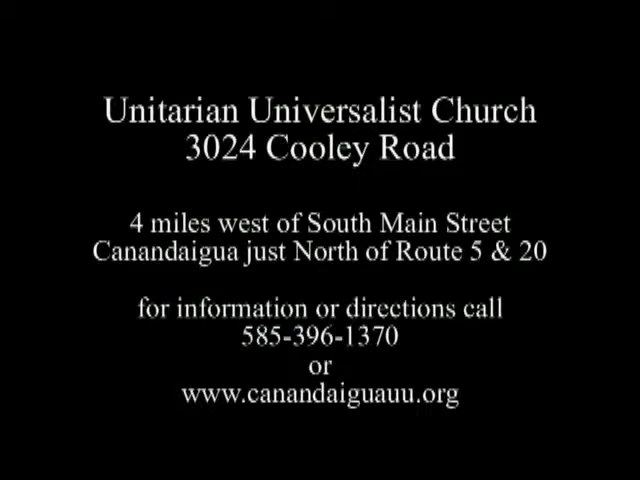 Unitarian Universalist Church
3024 Cooley Road
4 miles west of South Main Street
Canandaigua just North of Route 5 & 20
for information or directions call
585-396-1370
or
www.canandaiguauu.org